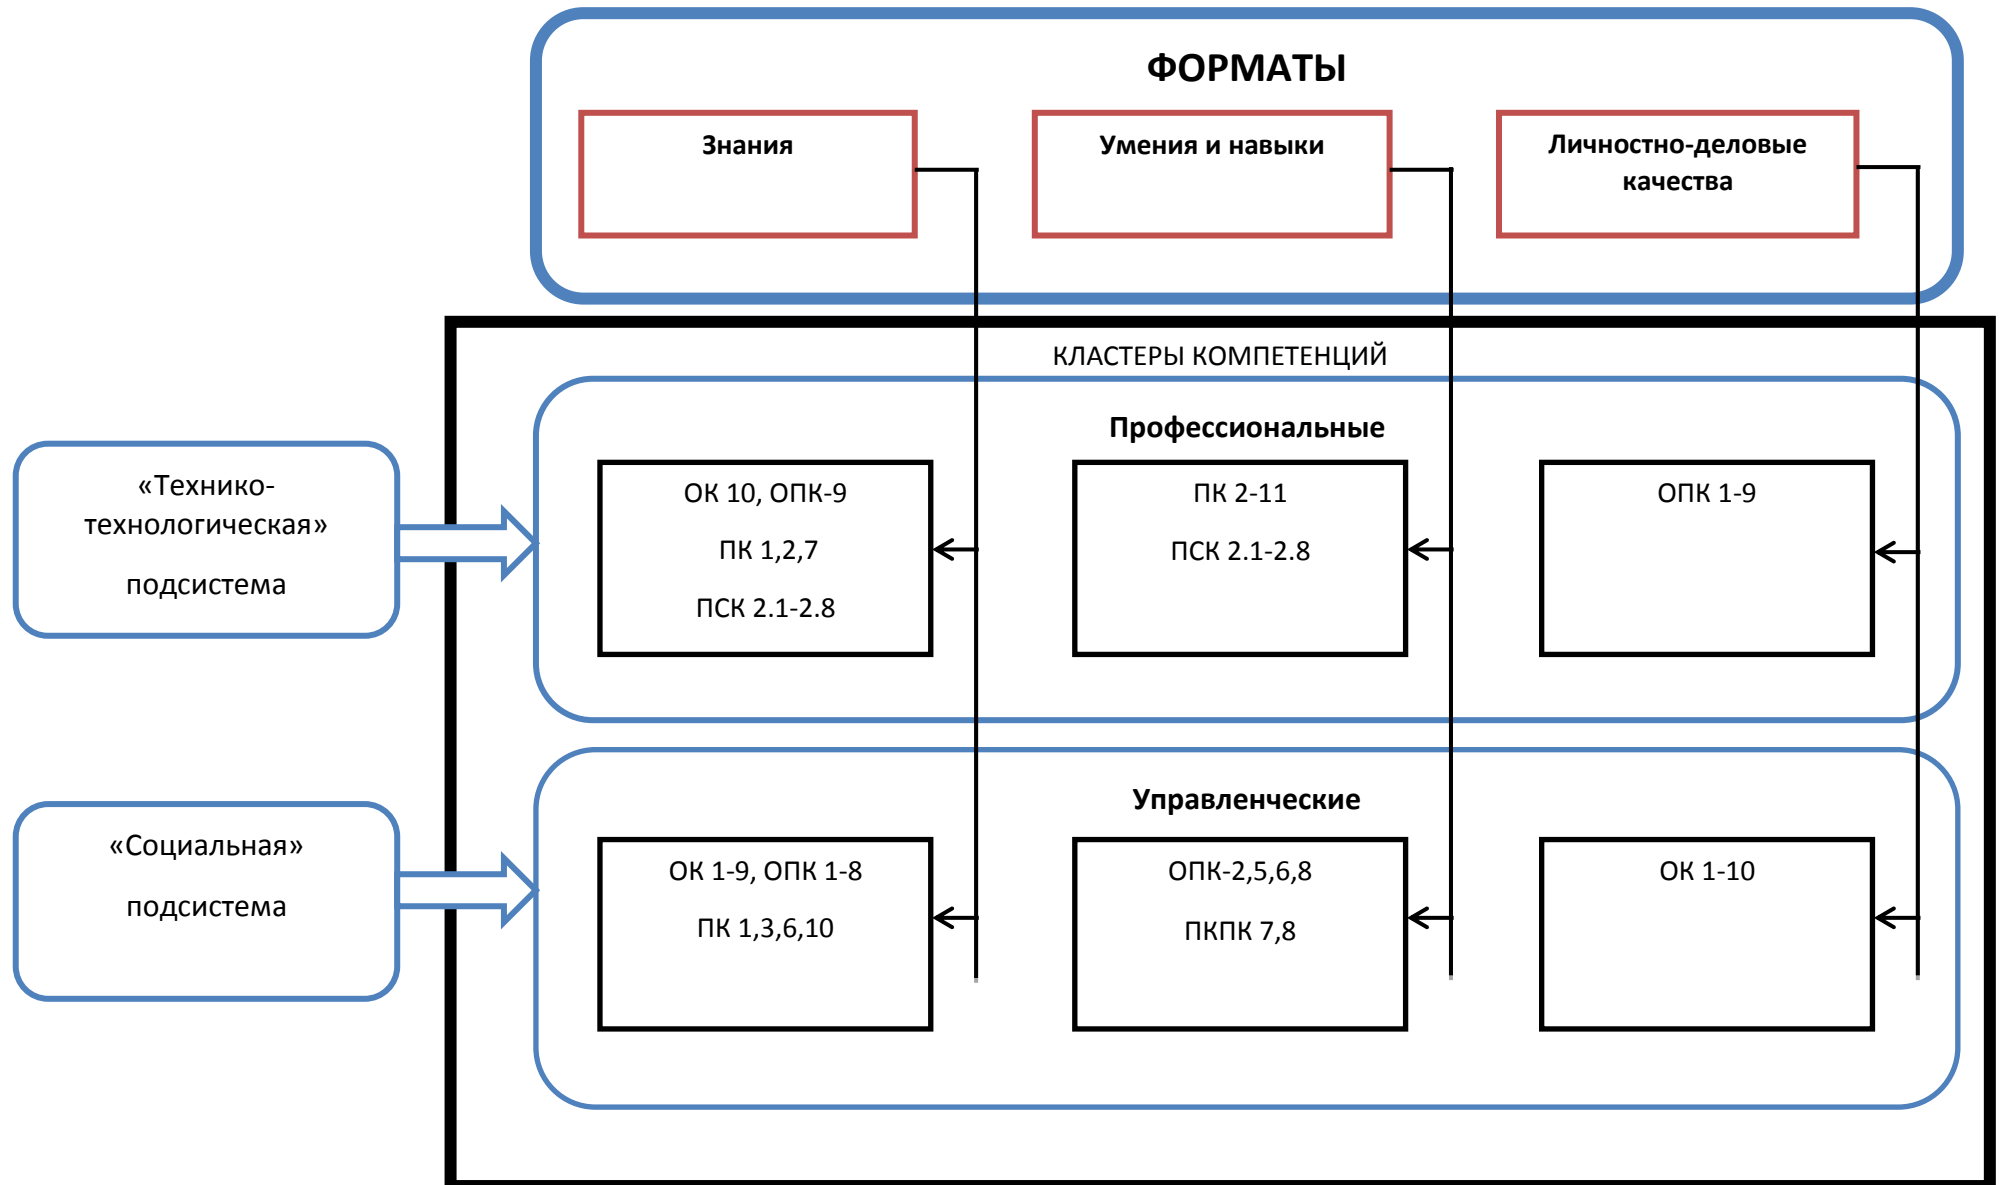 ФОРМАТЫ
Знания
Умения и навыки
Личностно-деловые
качества
КЛАСТЕРЫ КОМПЕТЕНЦИЙ
«Технико-
технологическая»
подсистема
Профессиональные
ОК 10, ОПК-9
ПК 1,2,7
ПСК 2.1-2.8
ПК 2-11
ПСК 2.1-2.8
ОПК 1-9
«Социальная»
подсистема
Управленческие
ОК 1-9, ОПК 1-8
ПК 1,3,6,10
ОПК-2,5,6,8
ПКПК 7,8
ОК 1-10